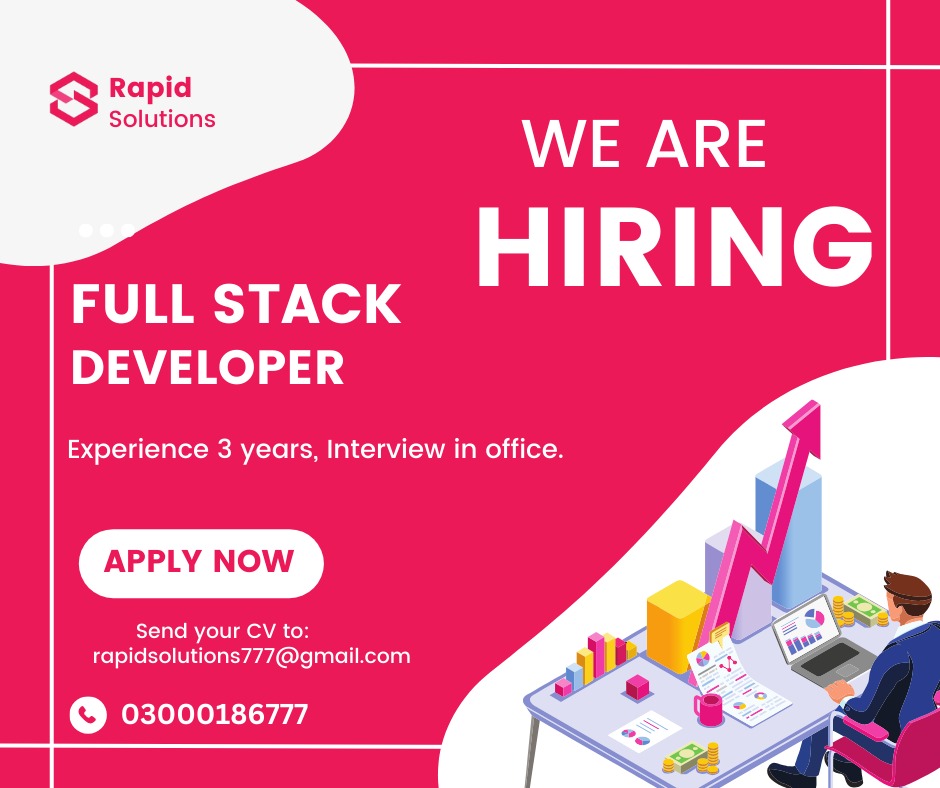 Rapid
Solutions
WE ARE
HIRING
FULL STACK
DEVELOPER
Experience 3 years, Interview in office.
APPLY NOW
Send your CV to:
rapidsolutions777@gmail.com
03000186777